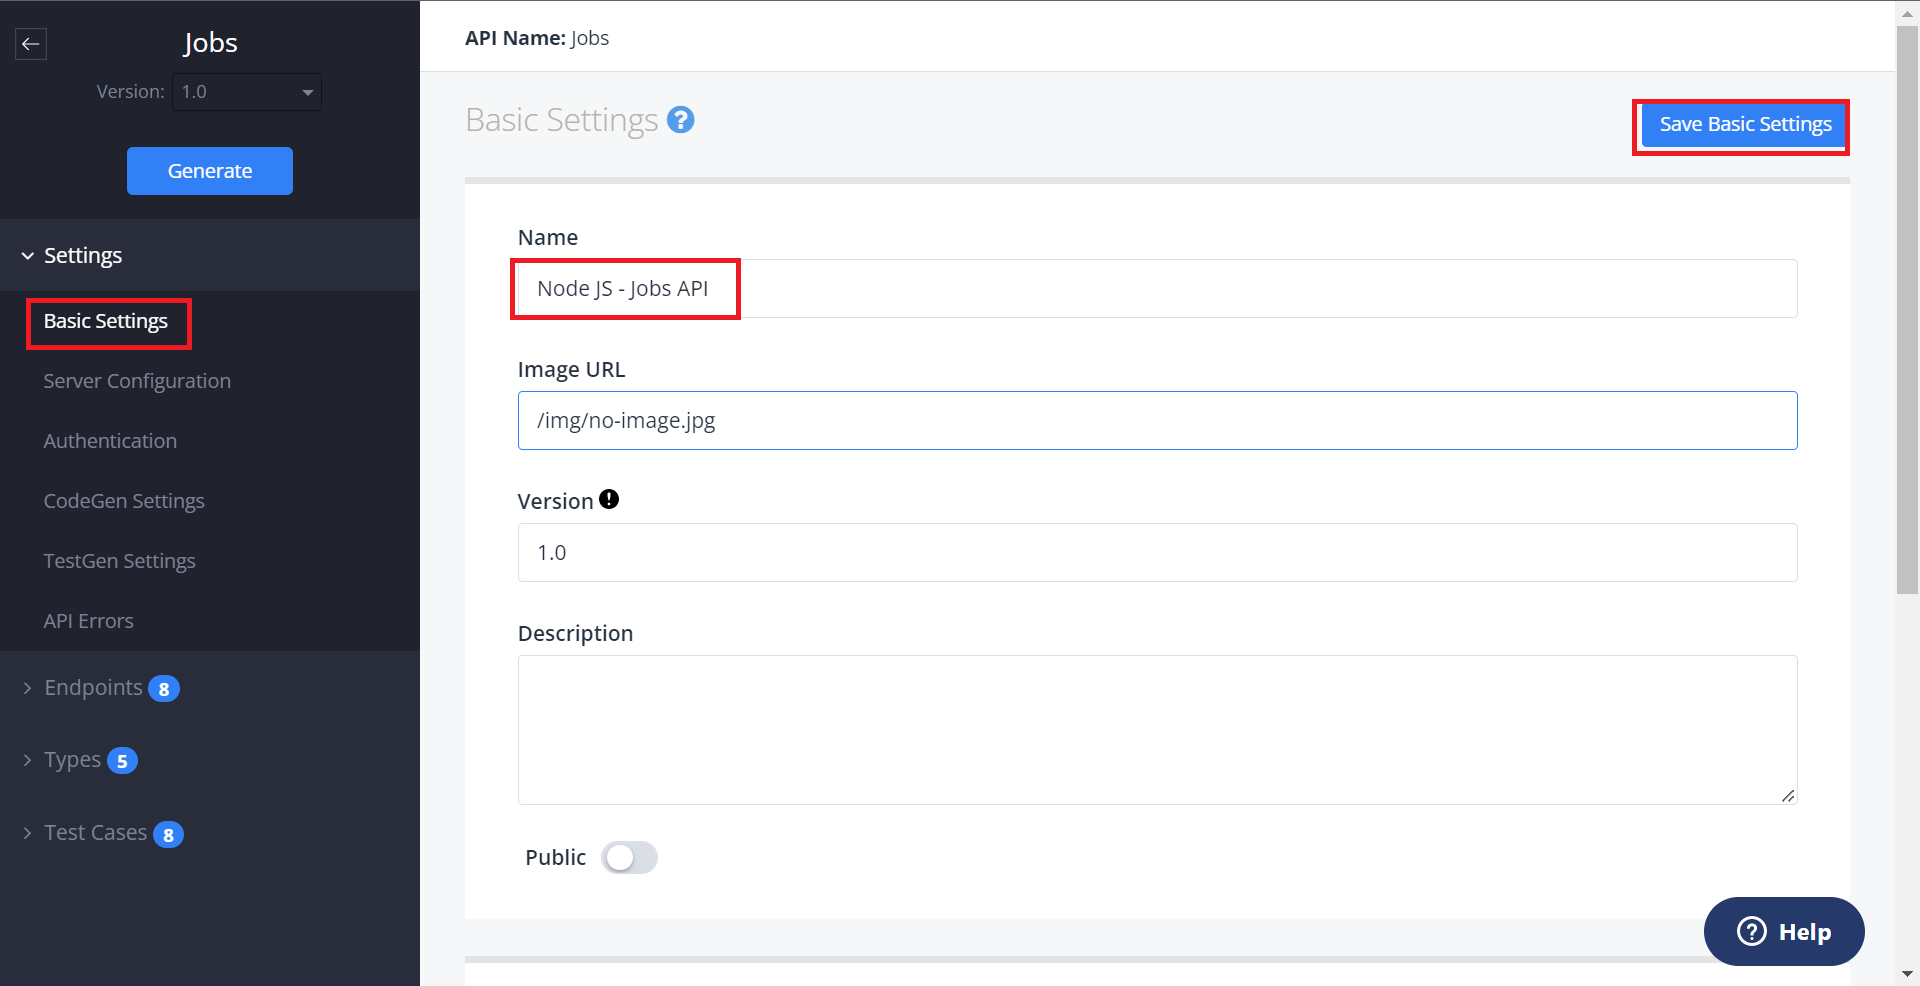 Jobs
Version: 1.0
Generate
Settings
Basic Settings
Server Configuration
Authentication
CodeGen Settings
TestGen Settings
API Errors
Endpoints 8
Types 5
Test Cases 8
API Name: Jobs
Basic Settings ?
Save Basic Settings
Name
Node JS - Jobs API
Image URL
/img/no-image.jpg
Version !
1.0
Description
Public
? Help